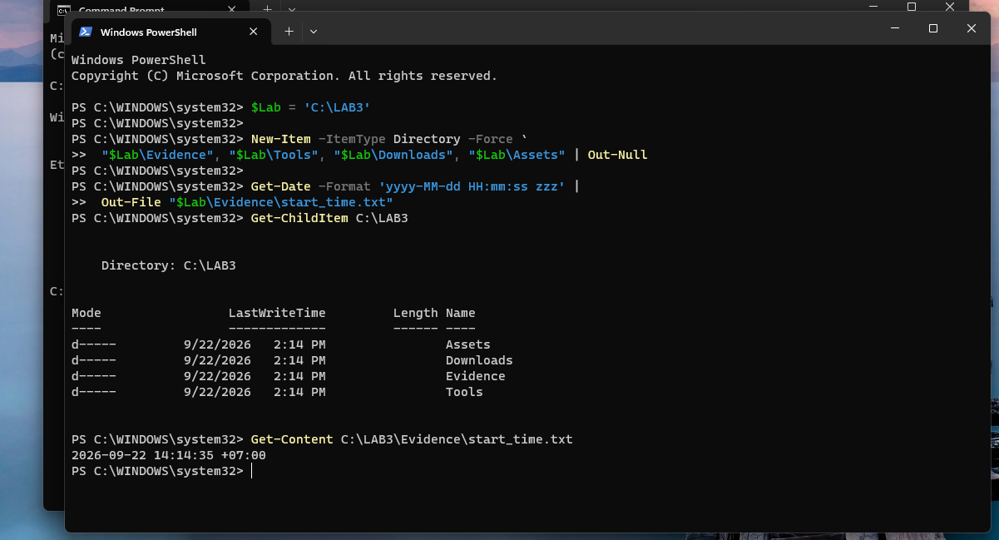 Command Prompt
Windows PowerShell
Mi
(c
C:
Wi
Et
C:
Windows PowerShell
Copyright (C) Microsoft Corporation. All rights reserved.
PS C:\WINDOWS\system32> $Lab = 'C:\LAB3'
PS C:\WINDOWS\system32>
PS C:\WINDOWS\system32> New-Item -ItemType Directory -Force `
>>  "$Lab\Evidence", "$Lab\Tools", "$Lab\Downloads", "$Lab\Assets" | Out-Null
PS C:\WINDOWS\system32>
PS C:\WINDOWS\system32> Get-Date -Format 'yyyy-MM-dd HH:mm:ss zzz' |
>>  Out-File "$Lab\Evidence\start_time.txt"
PS C:\WINDOWS\system32> Get-ChildItem C:\LAB3
    Directory: C:\LAB3
Mode                 LastWriteTime         Length Name
----                 -------------         ------ ----
d-----         9/22/2026   2:14 PM                Assets
d-----         9/22/2026   2:14 PM                Downloads
d-----         9/22/2026   2:14 PM                Evidence
d-----         9/22/2026   2:14 PM                Tools
PS C:\WINDOWS\system32> Get-Content C:\LAB3\Evidence\start_time.txt
2026-09-22 14:14:35 +07:00
PS C:\WINDOWS\system32>